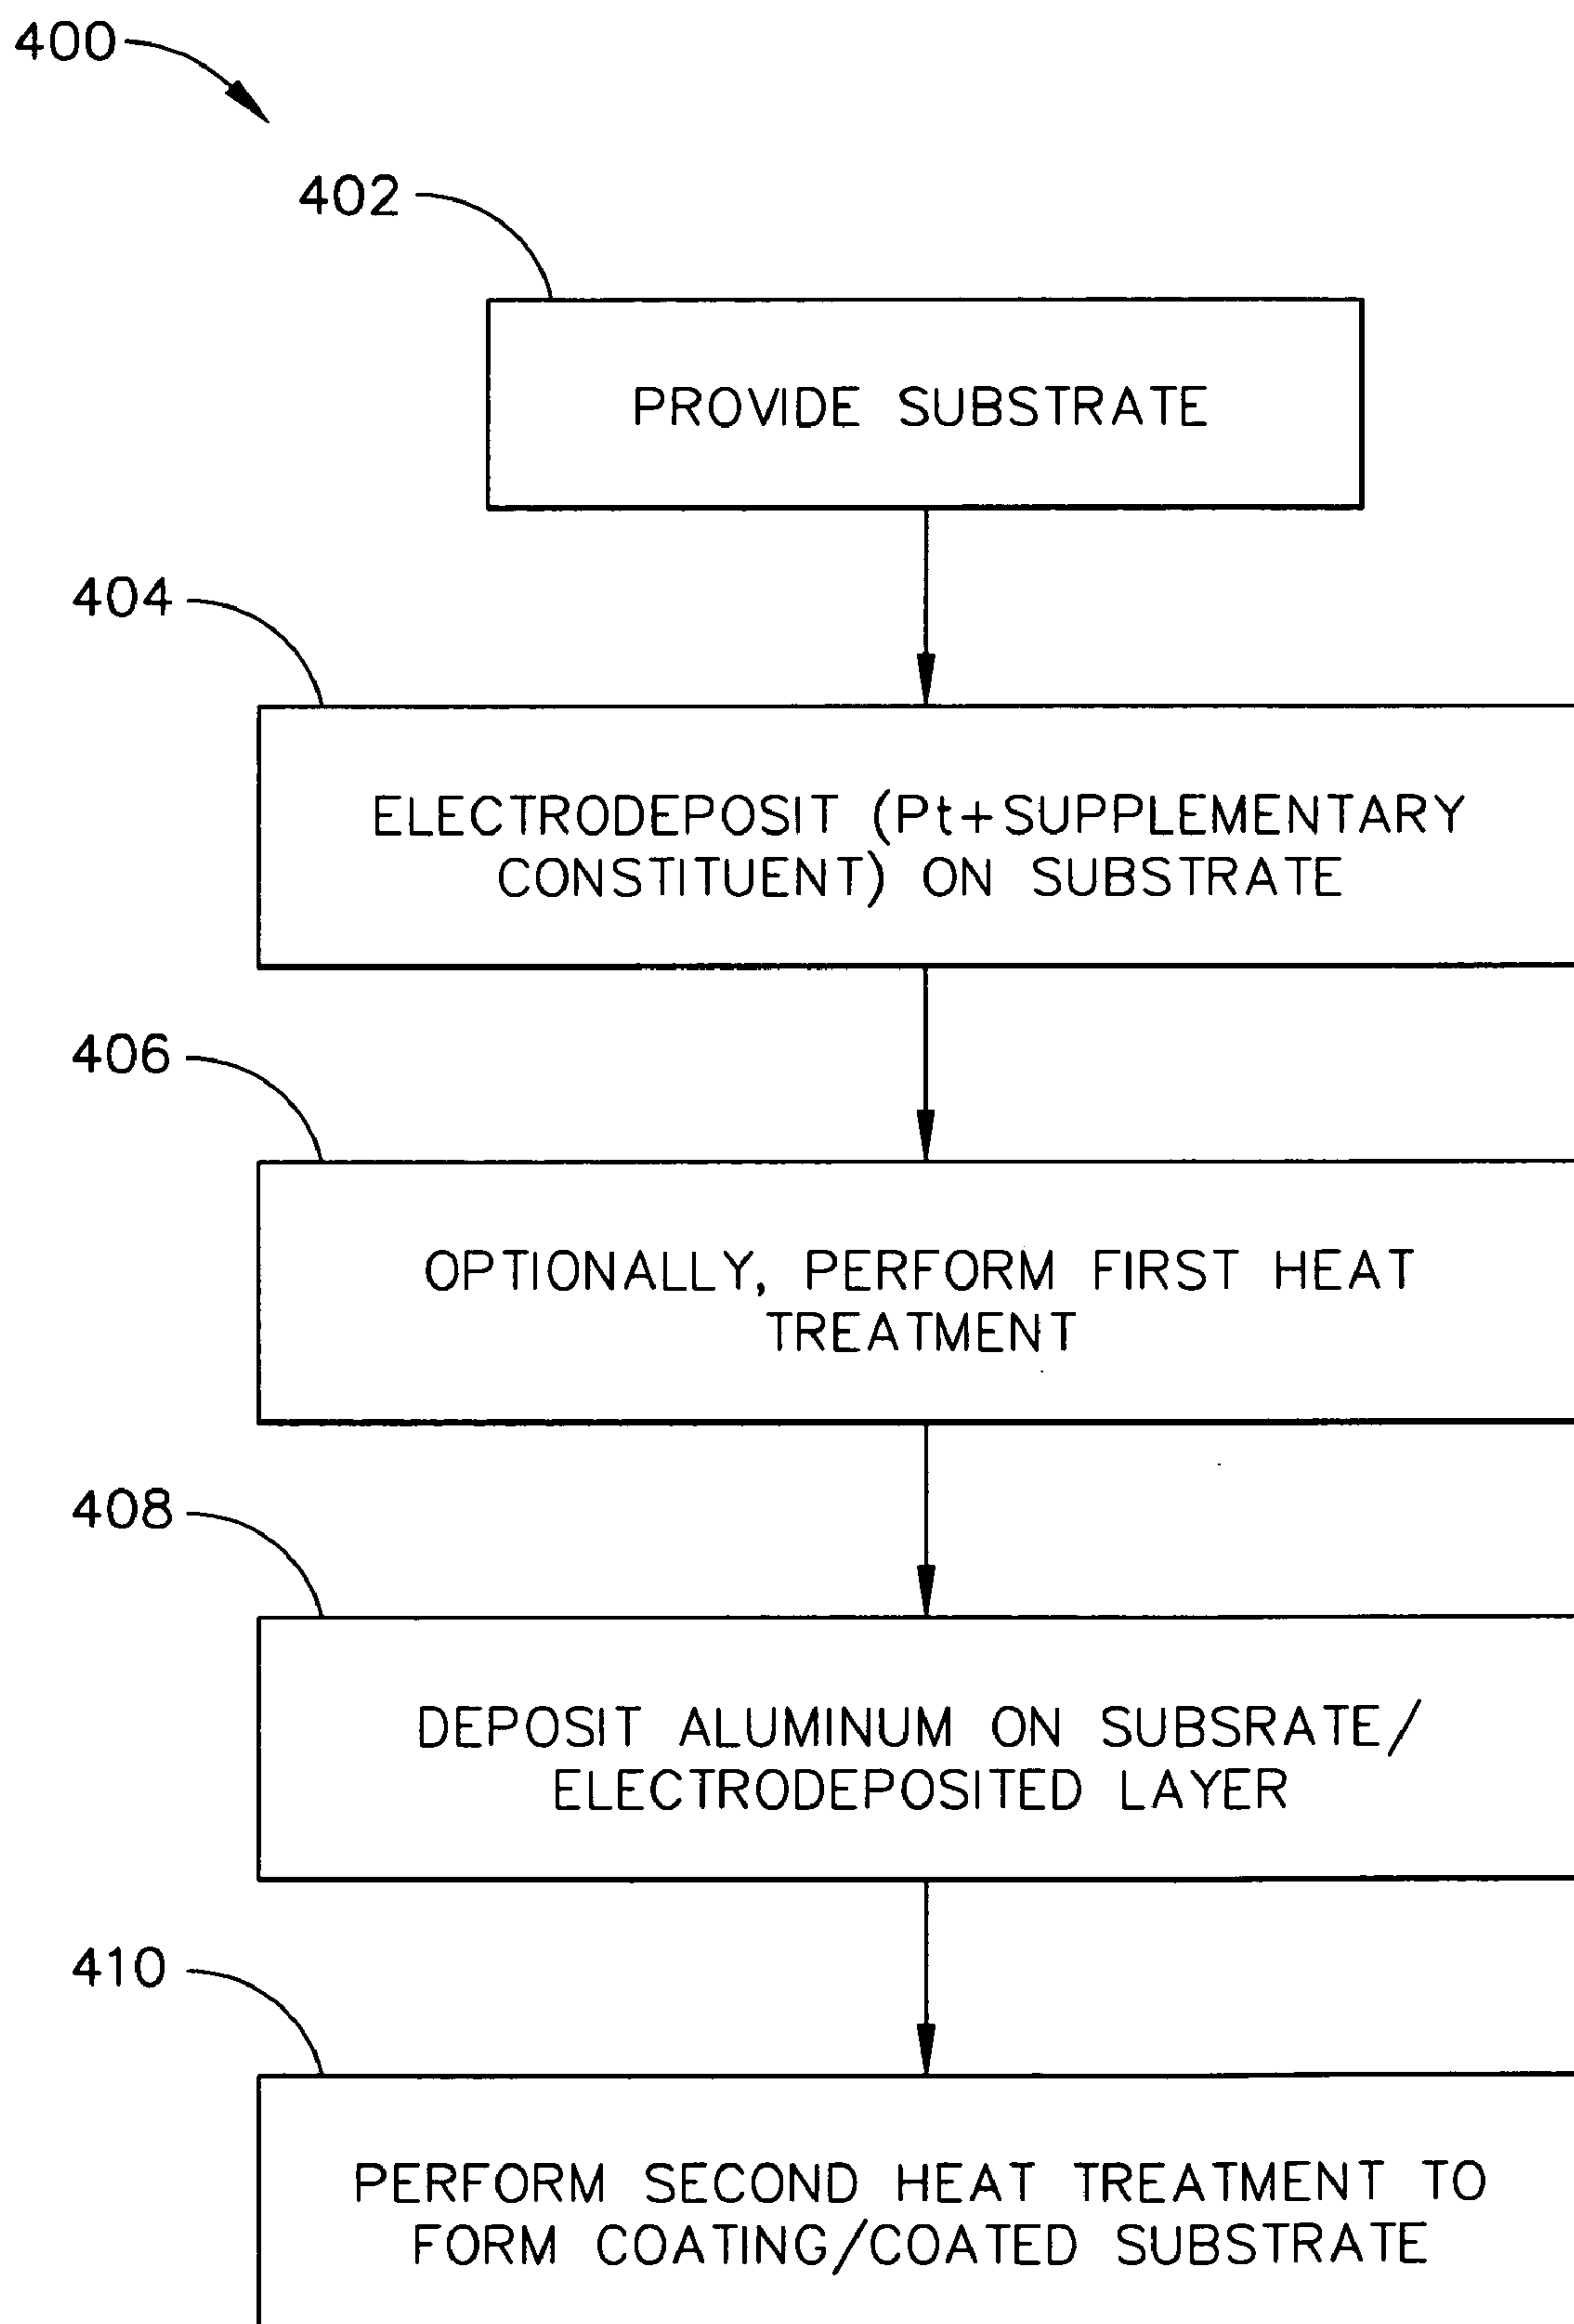 400
402
PROVIDE SUBSTRATE
404
ELECTRODEPOSIT (Pt+SUPPLEMENTARY
CONSTITUENT) ON SUBSTRATE
406
OPTIONALLY, PERFORM FIRST HEAT
TREATMENT
408
DEPOSIT ALUMINUM ON SUBSRATE/
ELECTRODEPOSITED LAYER
410
PERFORM SECOND HEAT TREATMENT TO
FORM COATING/COATED SUBSTRATE